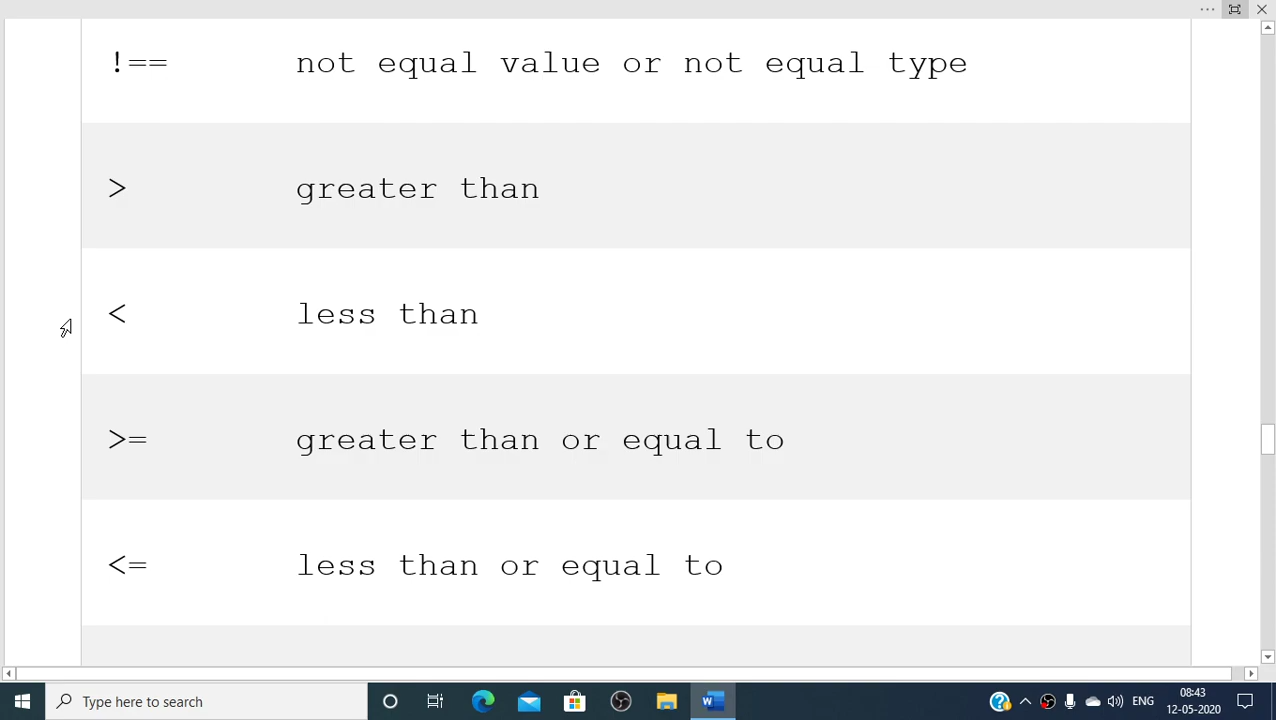 !== not equal value or not equal type
> greater than
< less than
>= greater than or equal to
<= less than or equal to
Type here to search
ENG
08:43
12-05-2020